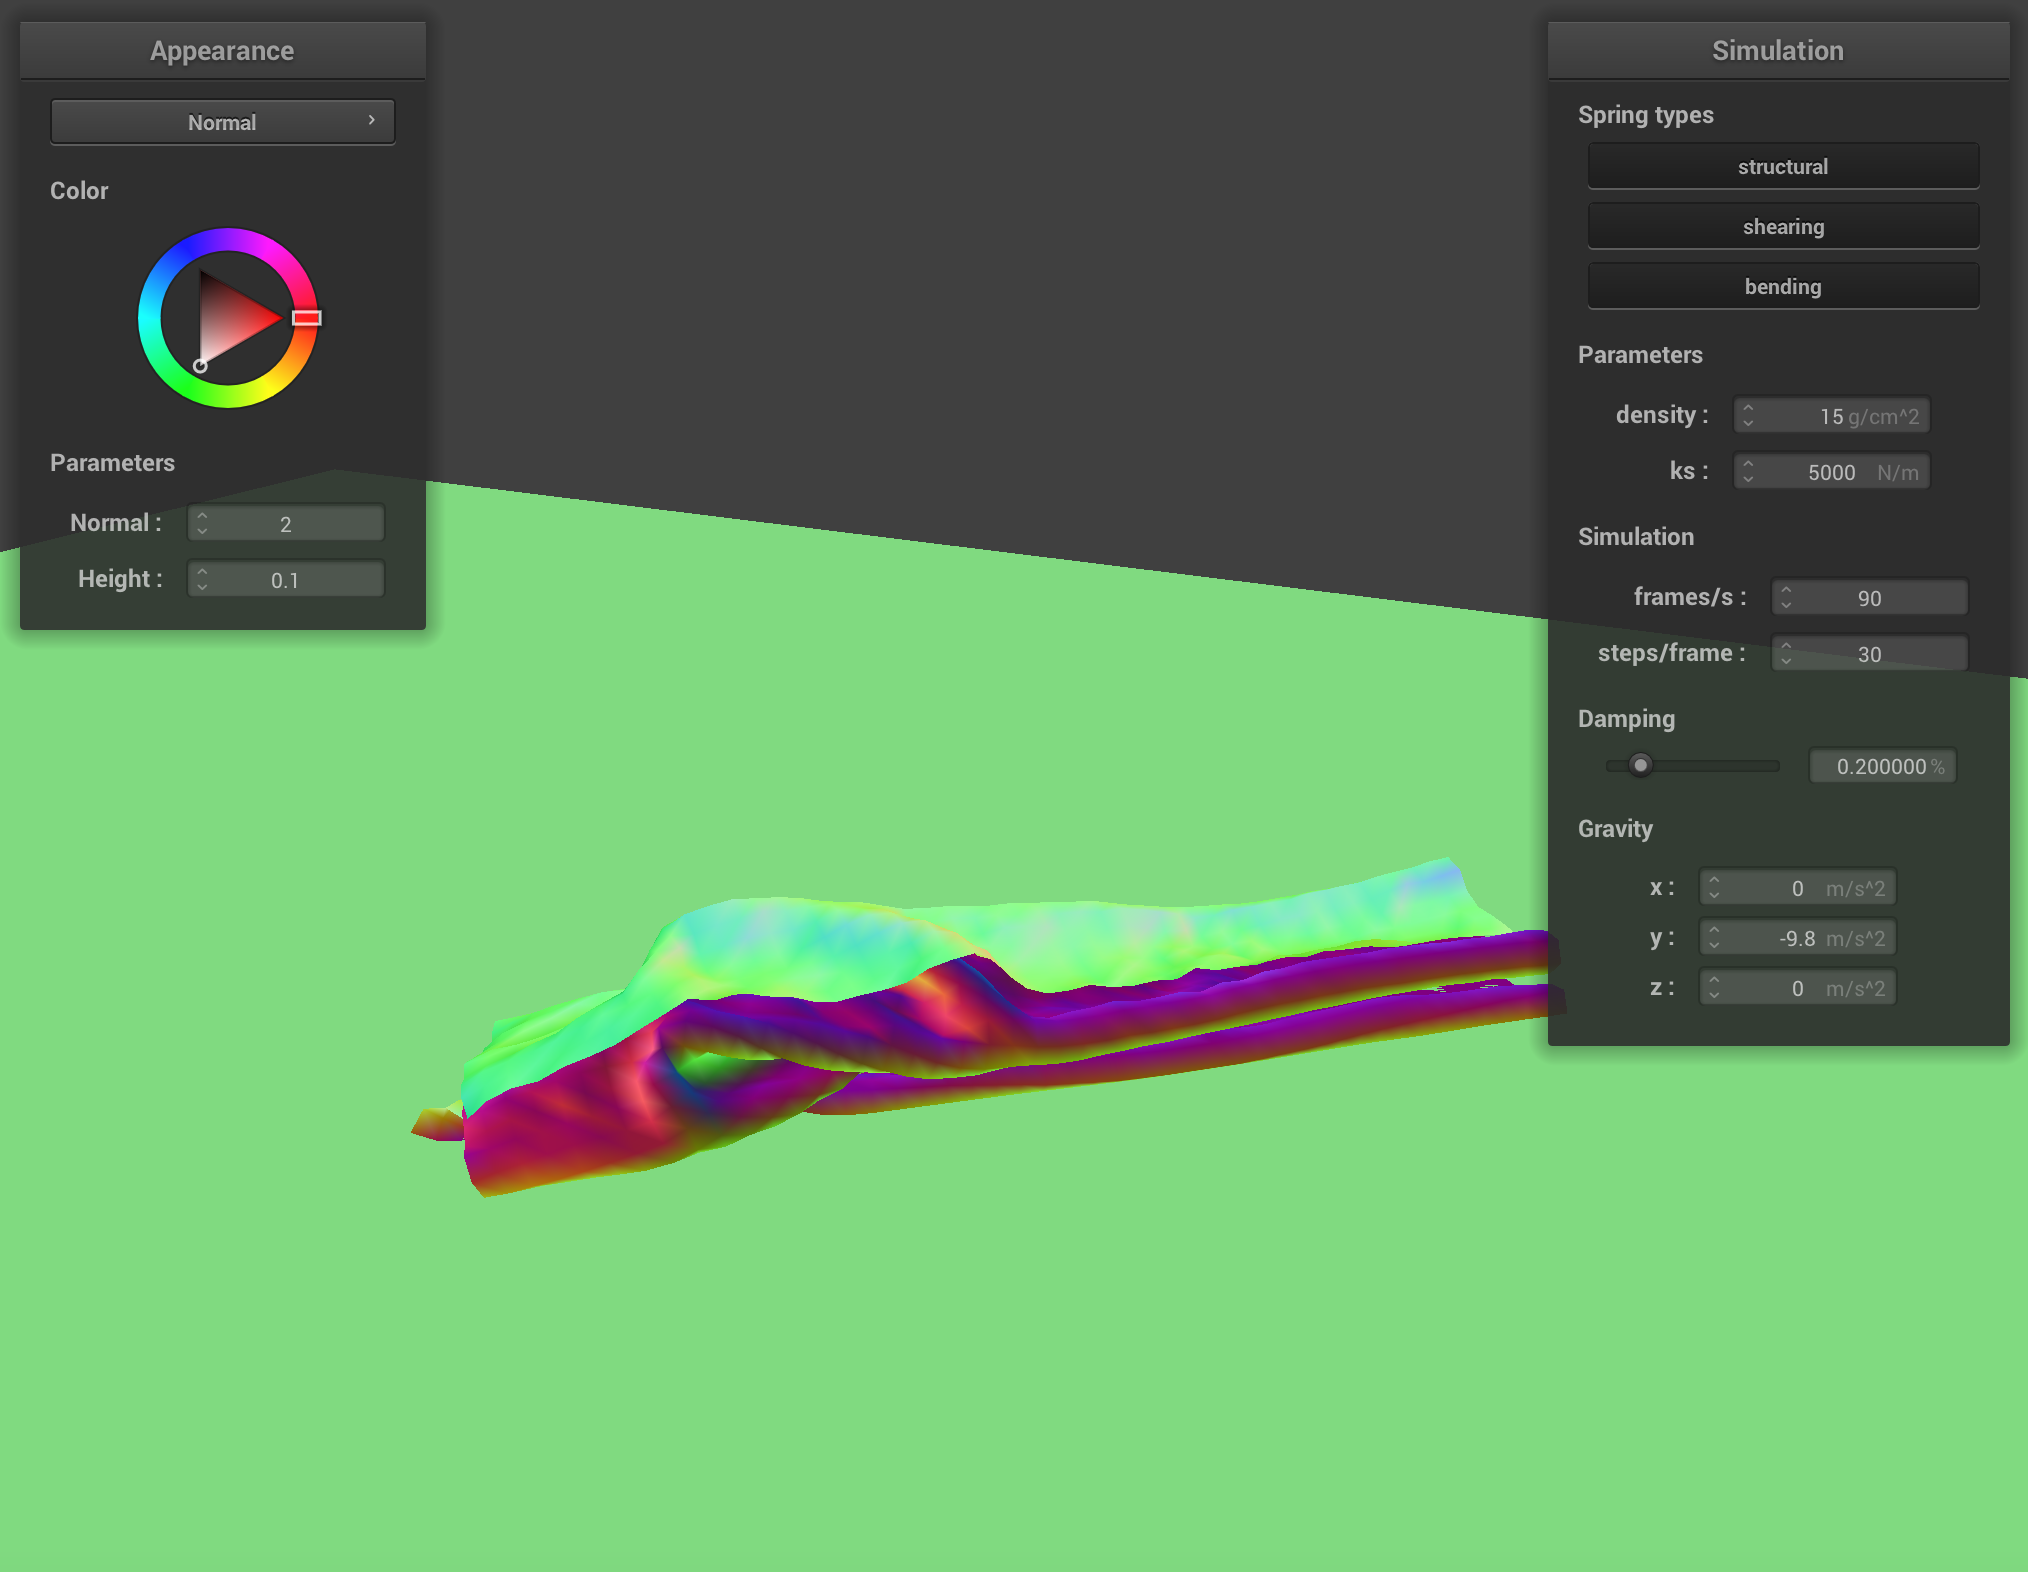 Appearance
Normal
Color
Parameters
Normal : 2
Height : 0.1
Simulation
Spring types
structural
shearing
bending
Parameters
density : 15 g/cm^2
ks : 5000 N/m
Simulation
frames/s : 90
steps/frame : 30
Damping
0.200000 %
Gravity
x : 0 m/s^2
y : -9.8 m/s^2
z : 0 m/s^2